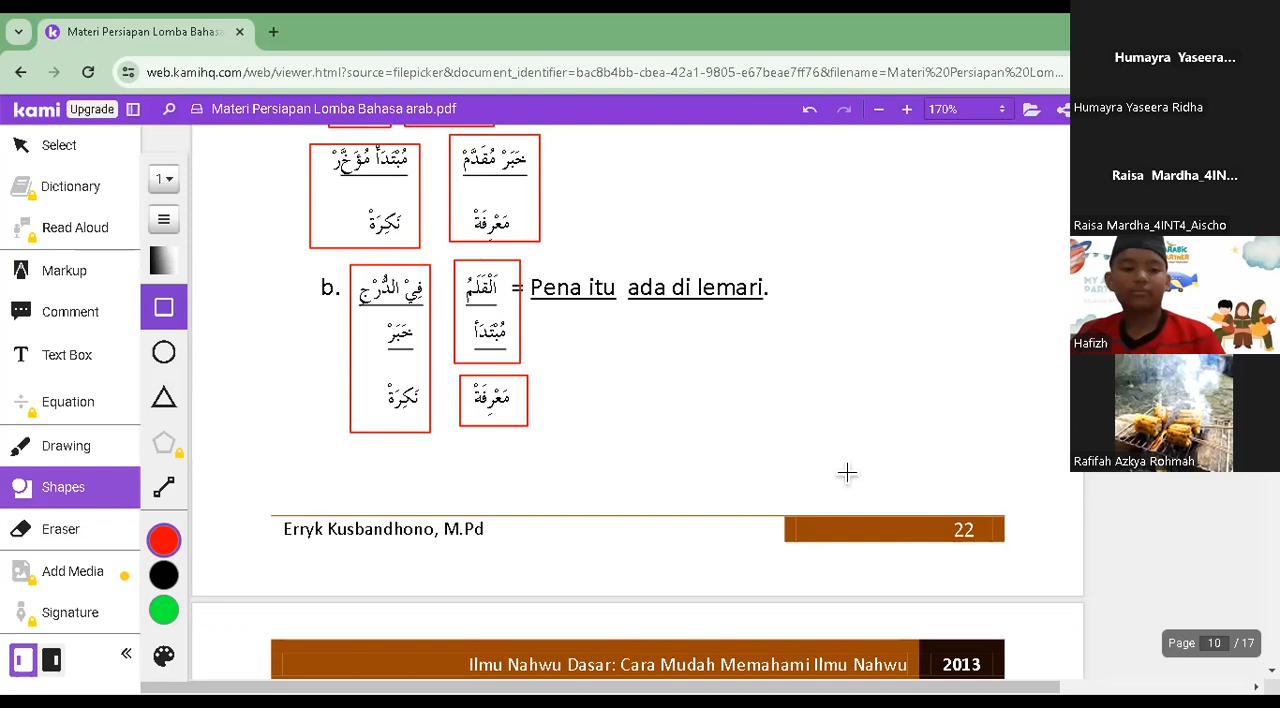 Materi Persiapan Lomba Bahasa
web.kamihq.com/web/viewer.html?source=filepicker&document_identifier=bac8b4bb-cbea-42a1-9805-e67beae7ff76&filename=Materi%20Persiapan%20Lom...
kami Upgrade Materi Persiapan Lomba Bahasa arab.pdf 170%
Select
Dictionary
Read Aloud
Markup
Comment
Text Box
Equation
Drawing
Shapes
Eraser
Add Media
Signature
1
خَبَرْ مُقَدَّمْ مُبْتَدَأْ مُؤَخَّرْ
مَعْرِفَةْ نَكِرَةْ
b. اَلْقَلَمُ فِيْ الدُّرْجِ = Pena itu ada di lemari.
مُبْتَدَأ خَبَرْ
مَعْرِفَةْ نَكِرَةْ
Erryk Kusbandhono, M.Pd 22
Ilmu Nahwu Dasar: Cara Mudah Memahami Ilmu Nahwu 2013
Page 10 / 17
Humayra Yaseera...
Humayra Yaseera Ridha
Raisa Mardha_4IN...
Raisa Mardha_4INT4_Aischo
Hafizh
Rafifah Azkya Rohmah